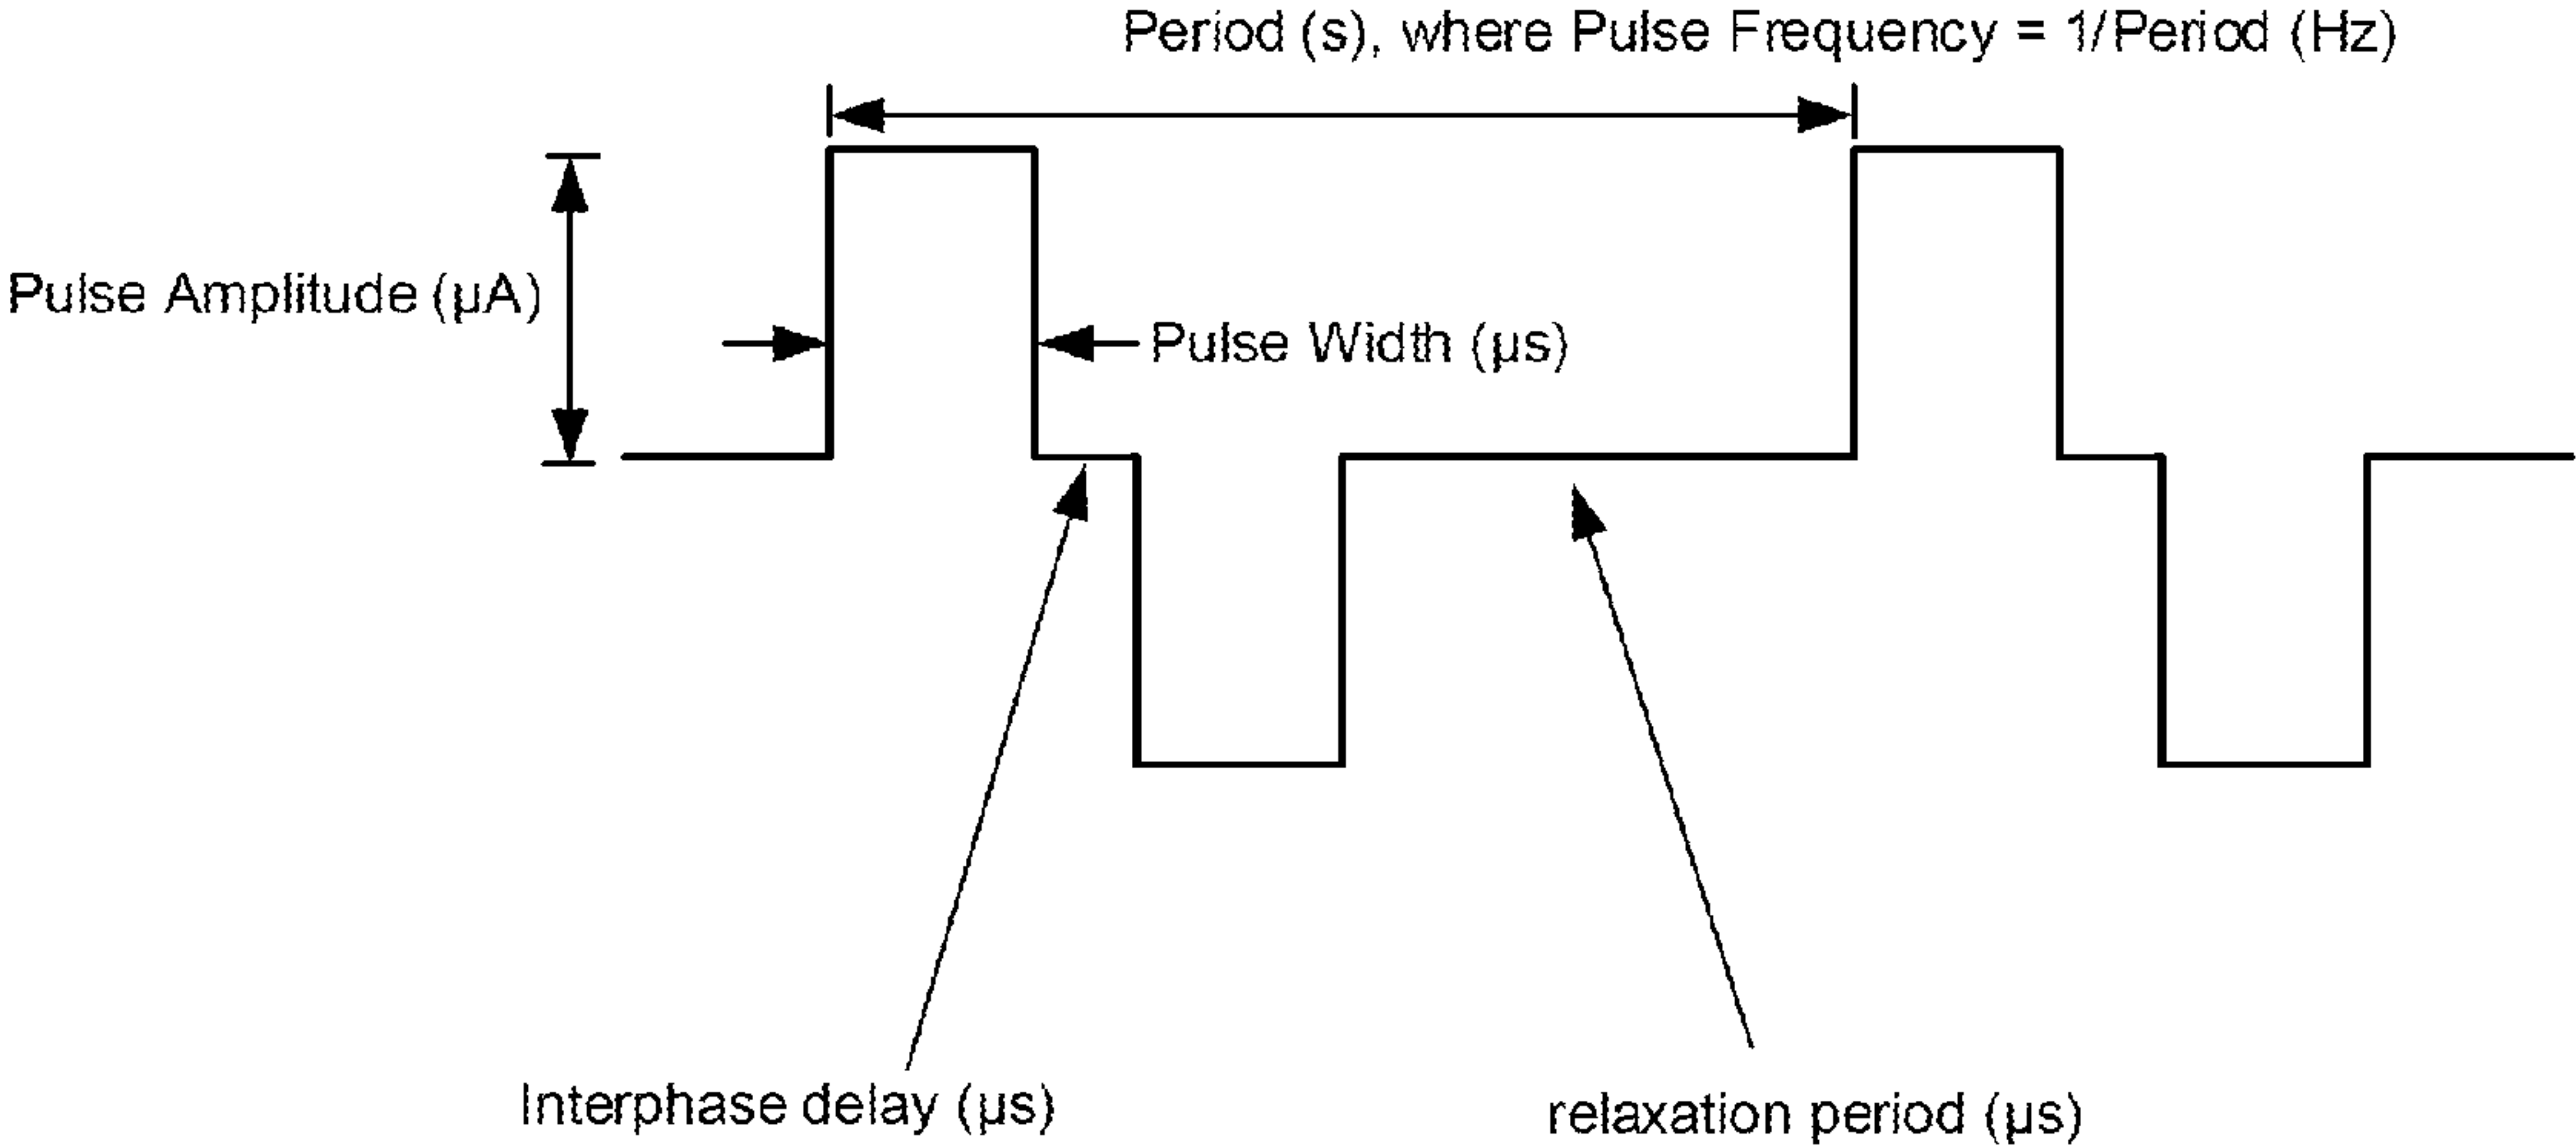 Period (s), where Pulse Frequency = 1/Period (Hz)
Pulse Amplitude (µA)
Pulse Width (µs)
Interphase delay (µs)
relaxation period (µs)